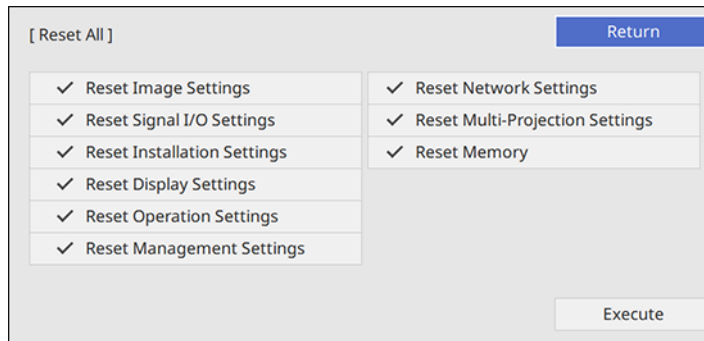 [ Reset All ]
Return
Reset Image Settings
Reset Signal I/O Settings
Reset Installation Settings
Reset Display Settings
Reset Operation Settings
Reset Management Settings
Reset Network Settings
Reset Multi-Projection Settings
Reset Memory
Execute